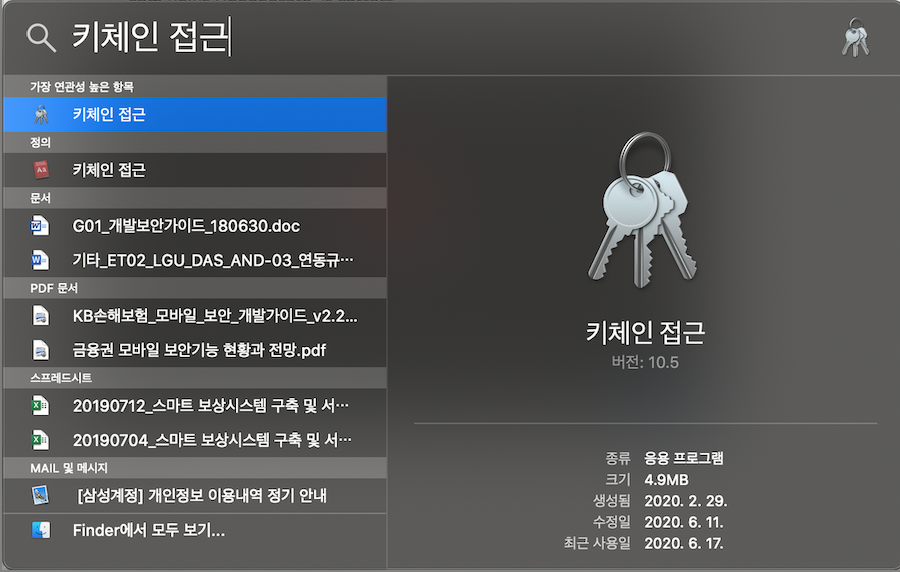 키체인 접근
가장 연관성 높은 항목
키체인 접근
정의
키체인 접근
문서
G01_개발보안가이드_180630.doc
기타_ET02_LGU_DAS_AND-03_연동규…
PDF 문서
KB손해보험_모바일_보안_개발가이드_v2.2...
금융권 모바일 보안기능 현황과 전망.pdf
스프레드시트
20190712_스마트 보상시스템 구축 및 서…
20190704_스마트 보상시스템 구축 및 서…
MAIL 및 메시지
[삼성계정] 개인정보 이용내역 정기 안내
Finder에서 모두 보기...
키체인 접근
버전: 10.5
종류 응용 프로그램
크기 4.9MB
생성됨 2020. 2. 29.
수정일 2020. 6. 11.
최근 사용일 2020. 6. 17.